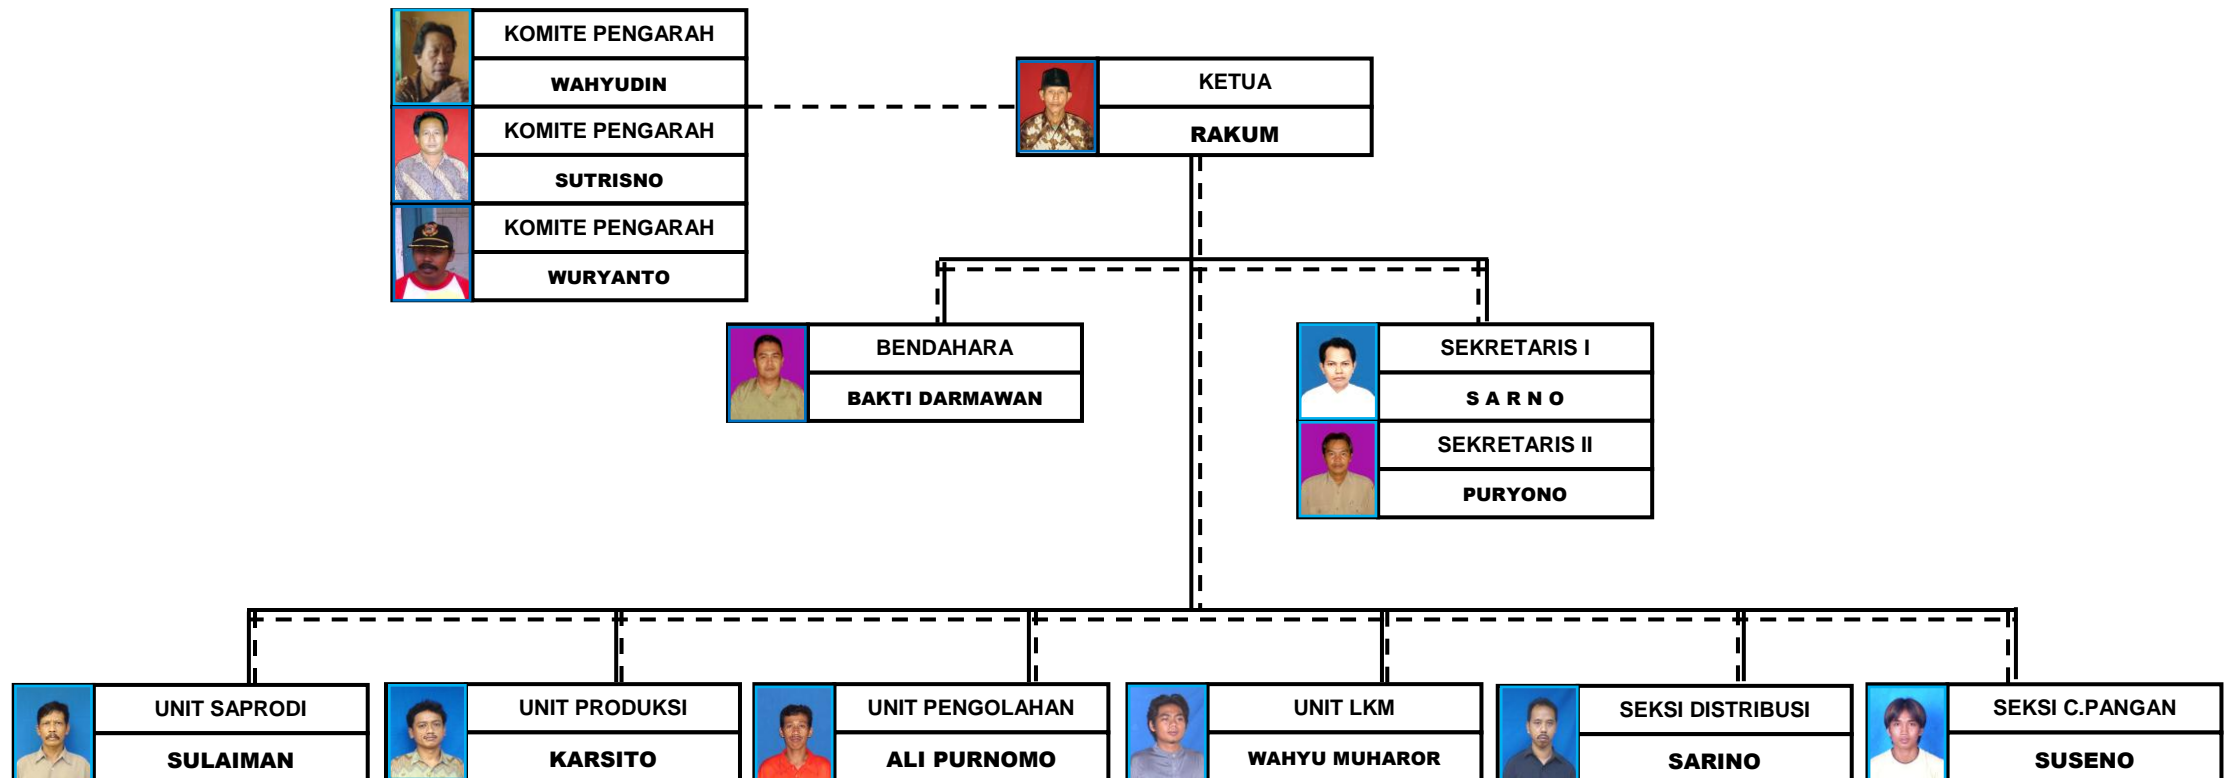 KOMITE PENGARAH
WAHYUDIN
KOMITE PENGARAH
SUTRISNO
KOMITE PENGARAH
WURYANTO
KETUA
RAKUM
BENDAHARA
BAKTI DARMAWAN
SEKRETARIS I
S A R N O
SEKRETARIS II
PURYONO
UNIT SAPRODI
SULAIMAN
UNIT PRODUKSI
KARSITO
UNIT PENGOLAHAN
ALI PURNOMO
UNIT LKM
WAHYU MUHAROR
SEKSI DISTRIBUSI
SARINO
SEKSI C.PANGAN
SUSENO